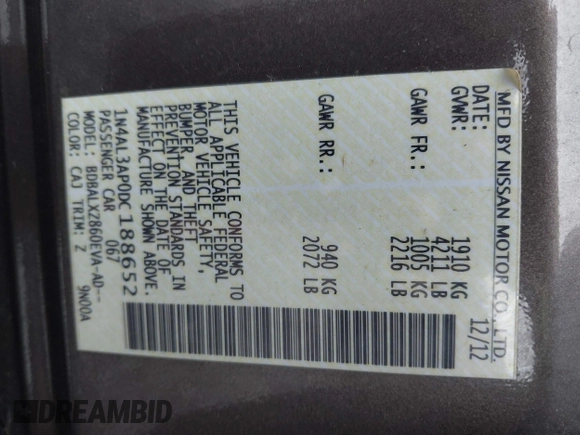 MFD BY NISSAN MOTOR CO.,LTD.
DATE: 12/12
GVWR: 1910 KG
4211 LB
GAWR FR.: 1005 KG
2216 LB
GAWR RR.: 940 KG
2072 LB
THIS VEHICLE CONFORMS TO
ALL APPLICABLE FEDERAL
MOTOR VEHICLE SAFETY,
BUMPER, AND THEFT
PREVENTION STANDARDS IN
EFFECT ON THE DATE OF
MANUFACTURE SHOWN ABOVE.
1N4AL3AP0DC188652
PASSENGER CAR 067
MODEL: BDBALXZ860EVA-AD--
COLOR: CAJ TRIM: Z 9N00A
DREAMBID